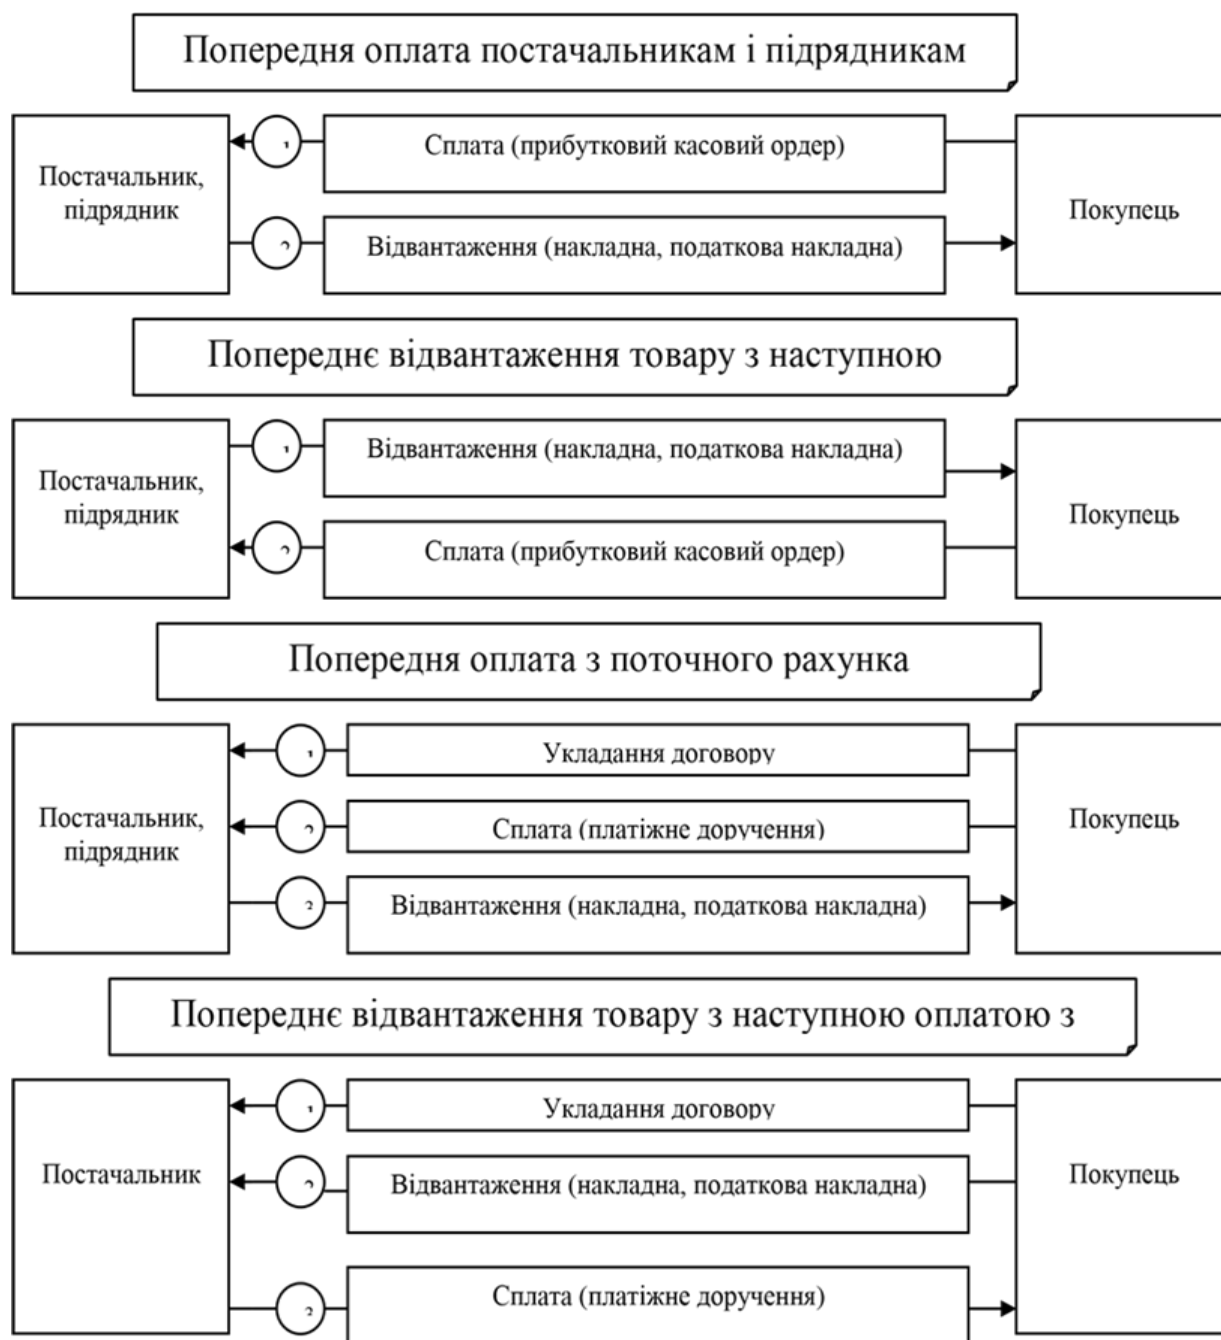 Попередня оплата постачальникам і підрядникам
Постачальник,
підрядник
Сплата (прибутковий касовий ордер)
Відвантаження (накладна, податкова накладна)
Покупець
Попереднє відвантаження товару з наступною
Постачальник,
підрядник
Відвантаження (накладна, податкова накладна)
Сплата (прибутковий касовий ордер)
Покупець
Попередня оплата з поточного рахунка
Постачальник,
підрядник
Укладання договору
Сплата (платіжне доручення)
Відвантаження (накладна, податкова накладна)
Покупець
Попереднє відвантаження товару з наступною оплатою з
Постачальник
Укладання договору
Відвантаження (накладна, податкова накладна)
Сплата (платіжне доручення)
Покупець